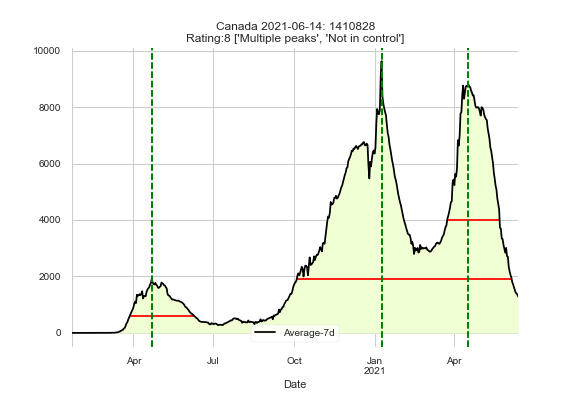 Canada 2021-06-14: 1410828
Rating:8 ['Multiple peaks', 'Not in control']
10000
8000
6000
4000
2000
0
Average-7d
Apr
Jul
Oct
Jan
2021
Apr
Date